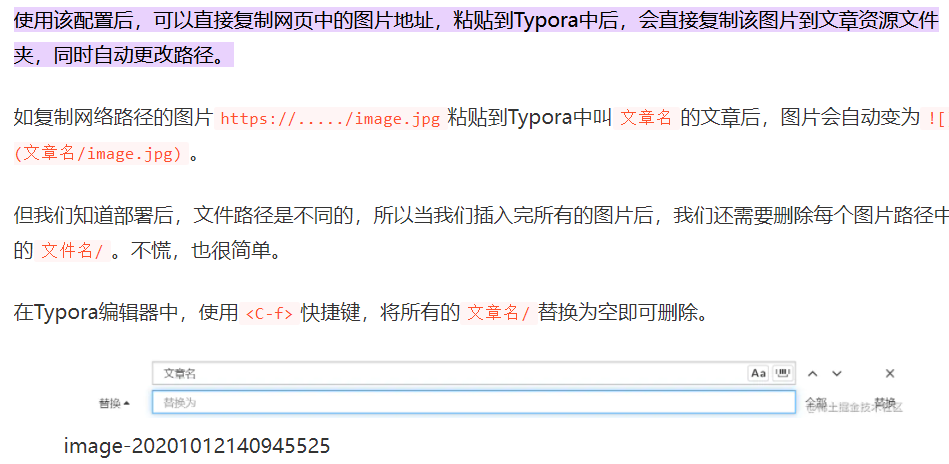 使用该配置后，可以直接复制网页中的图片地址，粘贴到Typora中后，会直接复制该图片到文章资源文件
夹，同时自动更改路径。
如复制网络路径的图片 https://...../image.jpg 粘贴到Typora中叫 文章名 的文章后，图片会自动变为 ![
(文章名/image.jpg) 。
但我们知道部署后，文件路径是不同的，所以当我们插入完所有的图片后，我们还需要删除每个图片路径中
的 文件名/ 。不慌，也很简单。
在Typora编辑器中，使用 <C-f> 快捷键，将所有的 文章名/ 替换为空即可删除。
文章名 Aa
替换 替换为 全部 替换
@稀土掘金技术社区
image-20201012140945525